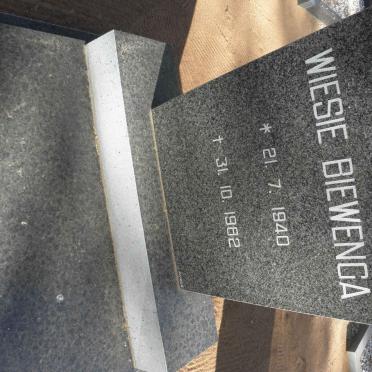 WIESIE BIEWENGA
* 21. 7. 1940
† 31. 10. 1982